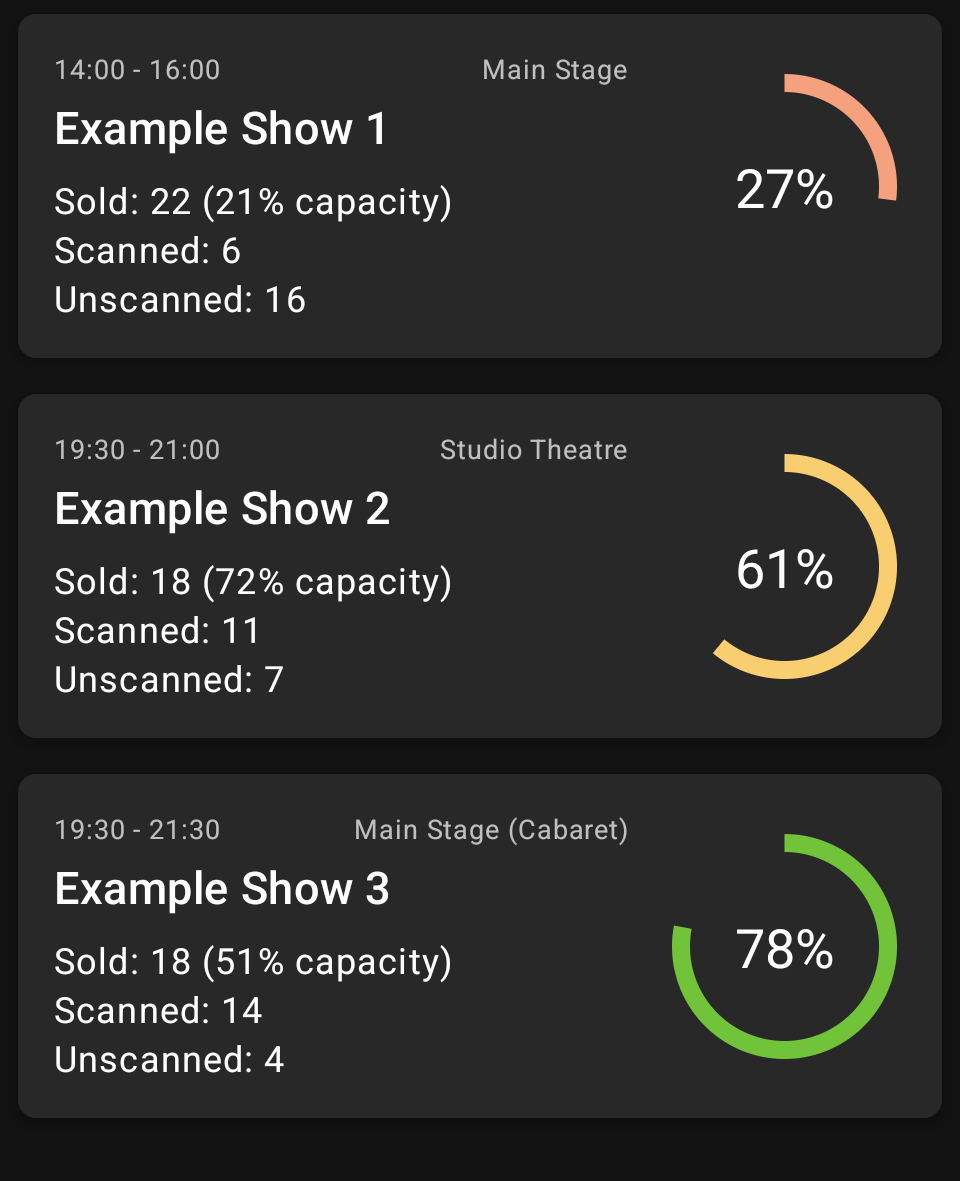 14:00 - 16:00 Main Stage
Example Show 1
Sold: 22 (21% capacity)
Scanned: 6
Unscanned: 16
27%
19:30 - 21:00 Studio Theatre
Example Show 2
Sold: 18 (72% capacity)
Scanned: 11
Unscanned: 7
61%
19:30 - 21:30 Main Stage (Cabaret)
Example Show 3
Sold: 18 (51% capacity)
Scanned: 14
Unscanned: 4
78%